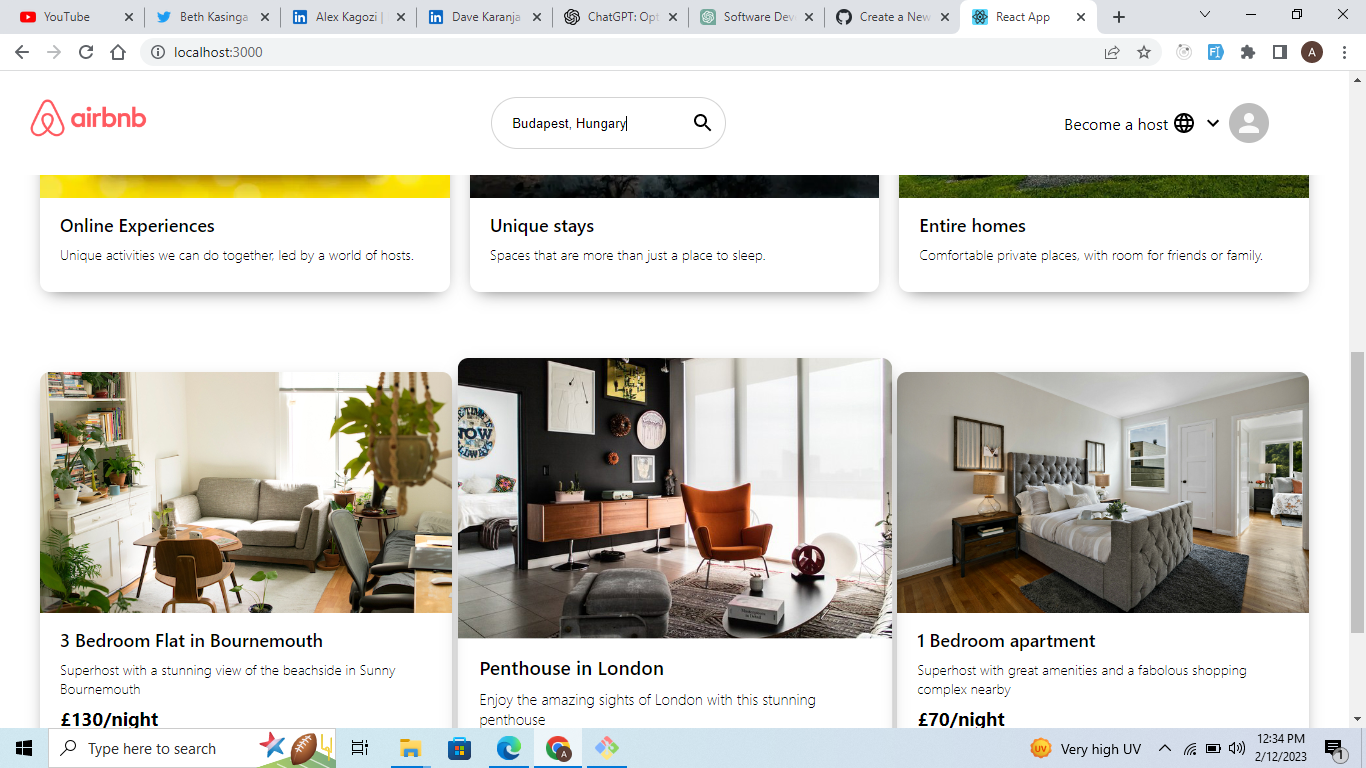 YouTube
Beth Kasinga
Alex Kagozi |
Dave Karanja
ChatGPT: Opt
Software Dev
Create a New
React App
localhost:3000
A
airbnb
Budapest, Hungary
Become a host
Online Experiences
Unique activities we can do together, led by a world of hosts.
Unique stays
Spaces that are more than just a place to sleep.
Entire homes
Comfortable private places, with room for friends or family.
3 Bedroom Flat in Bournemouth
Superhost with a stunning view of the beachside in Sunny
Bournemouth
£130/night
Penthouse in London
Enjoy the amazing sights of London with this stunning
penthouse
1 Bedroom apartment
Superhost with great amenities and a fabolous shopping
complex nearby
£70/night
Type here to search
A
UV
Very high UV
12:34 PM
2/12/2023
1